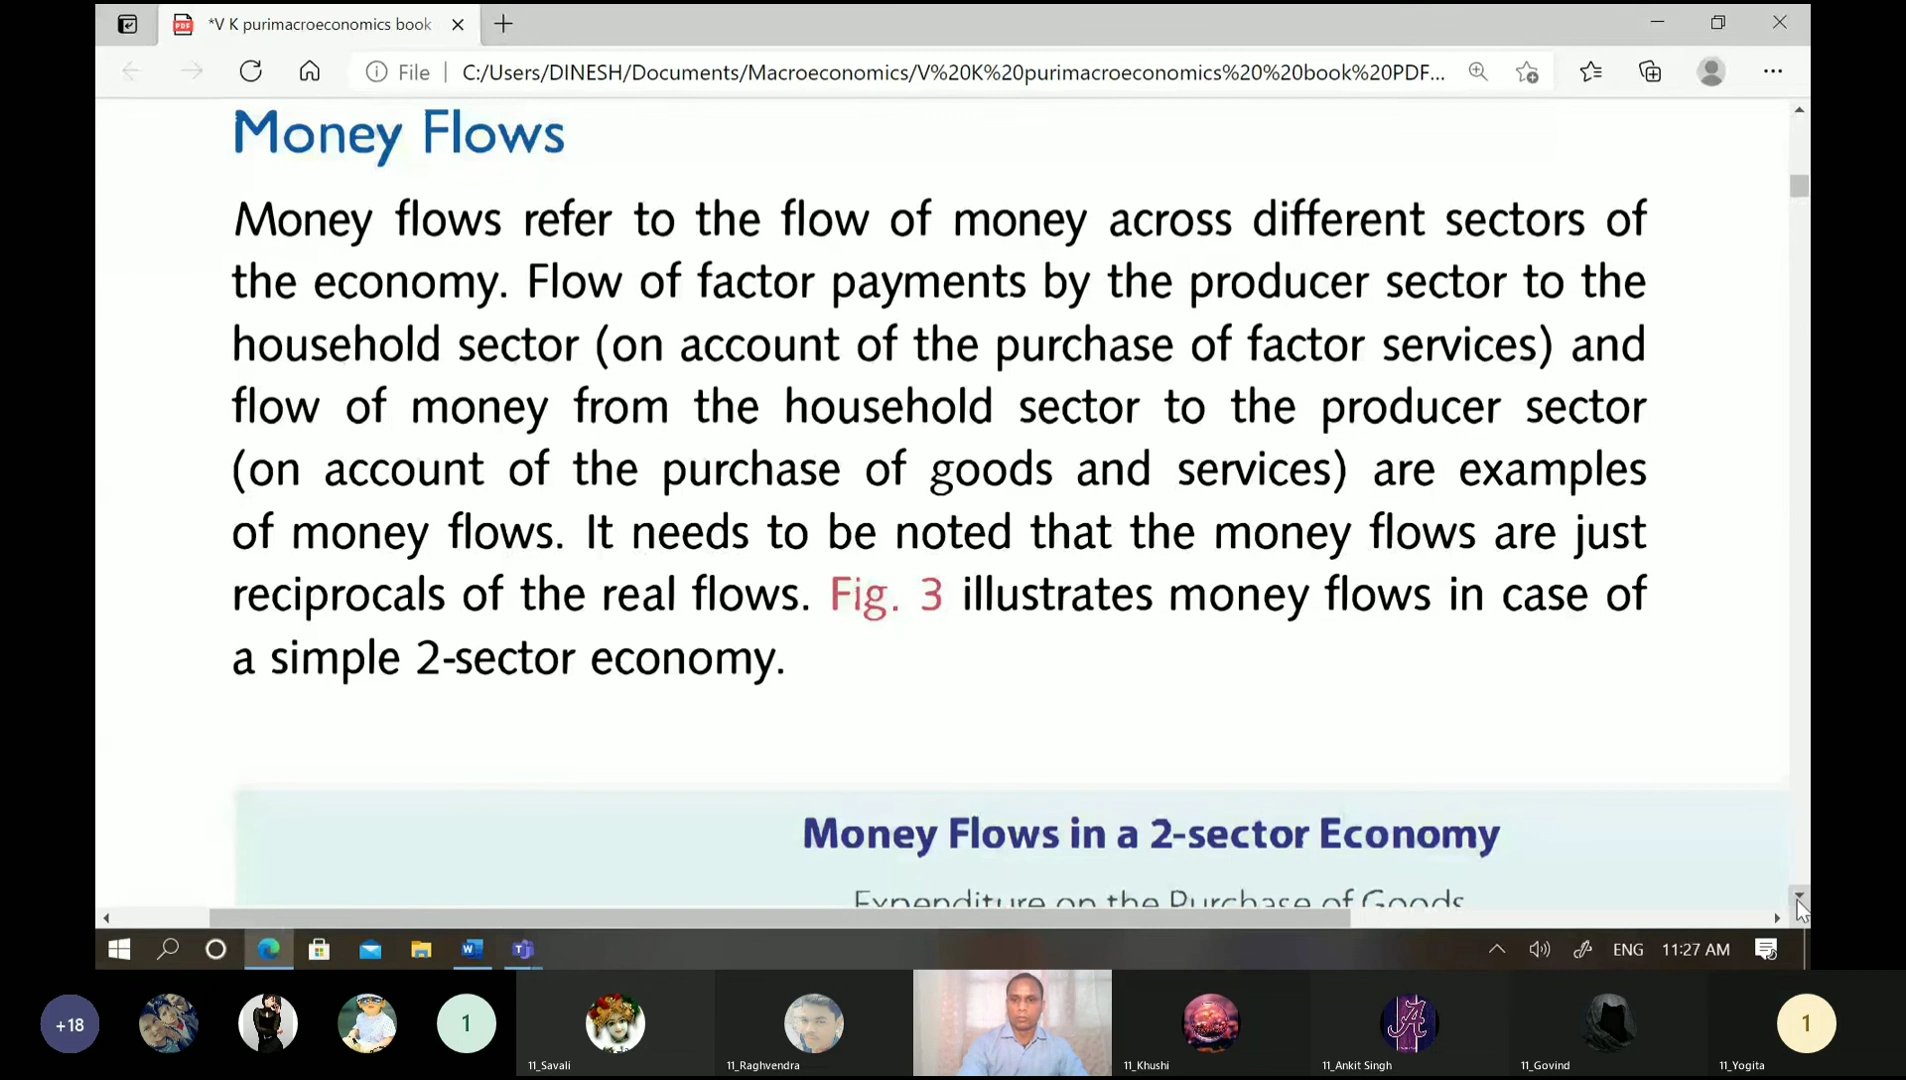 *V K purimacroeconomics book
File
C:/Users/DINESH/Documents/Macroeconomics/V%20K%20purimacroeconomics%20%20book%20PDF...
Money Flows
Money flows refer to the flow of money across different sectors of
the economy. Flow of factor payments by the producer sector to the
household sector (on account of the purchase of factor services) and
flow of money from the household sector to the producer sector
(on account of the purchase of goods and services) are examples
of money flows. It needs to be noted that the money flows are just
reciprocals of the real flows. Fig. 3 illustrates money flows in case of
a simple 2-sector economy.
Money Flows in a 2-sector Economy
Expenditure on the Purchase of Goods
ENG
11:27 AM
+18
1
A
1
11_Savali
11_Raghvendra
11_Khushi
11_Ankit Singh
11_Govind
11_Yogita